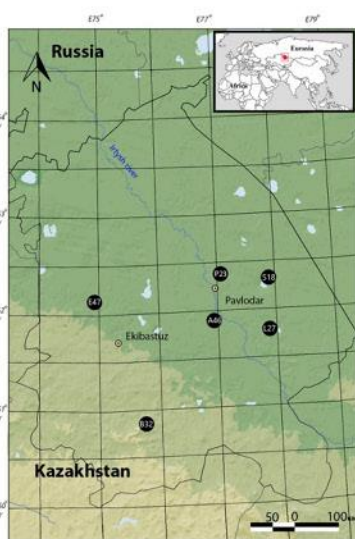 E75
E77
E79
Russia
Eurasia
Africa
N
Irtysh river
P23
S18
Pavlodar
E47
A46
L27
Ekibastuz
B32
Kazakhstan
50 0 100